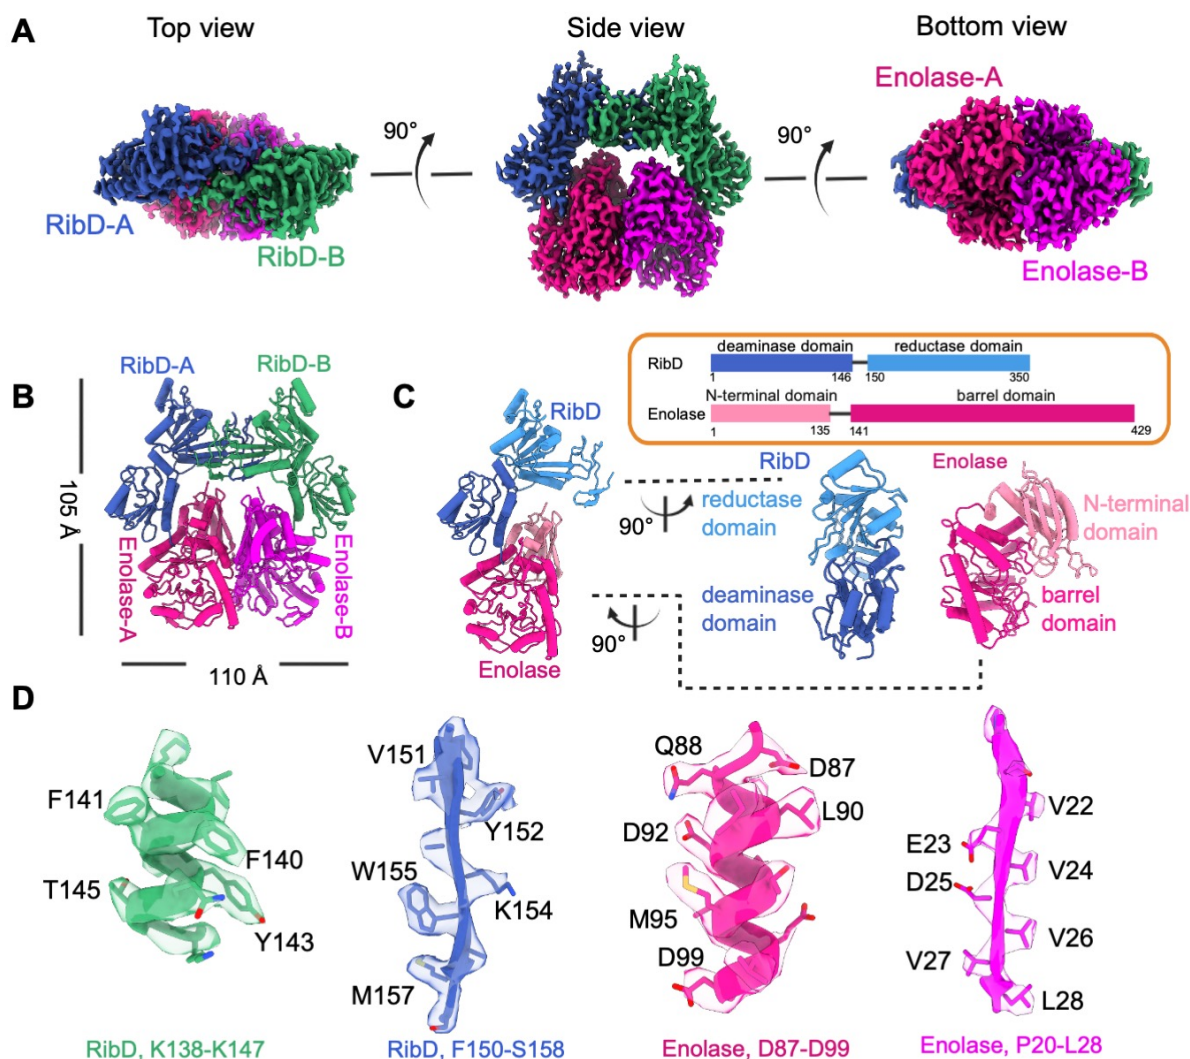 A
Top view
Side view
Bottom view
RibD-A
RibD-B
90°
90°
Enolase-A
Enolase-B
B
RibD-A
RibD-B
105 Å
Enolase-A
Enolase-B
110 Å
C
deaminase domain
reductase domain
RibD
1
146
150
350
N-terminal domain
barrel domain
Enolase
1
135
141
429
RibD
RibD
Enolase
reductase
domain
N-terminal
domain
90°
deaminase
domain
barrel
domain
90°
Enolase
D
F141
F140
T145
Y143
RibD, K138-K147
V151
Y152
W155
K154
M157
RibD, F150-S158
Q88
D87
L90
D92
M95
D99
Enolase, D87-D99
V22
E23
V24
D25
V26
V27
L28
Enolase, P20-L28